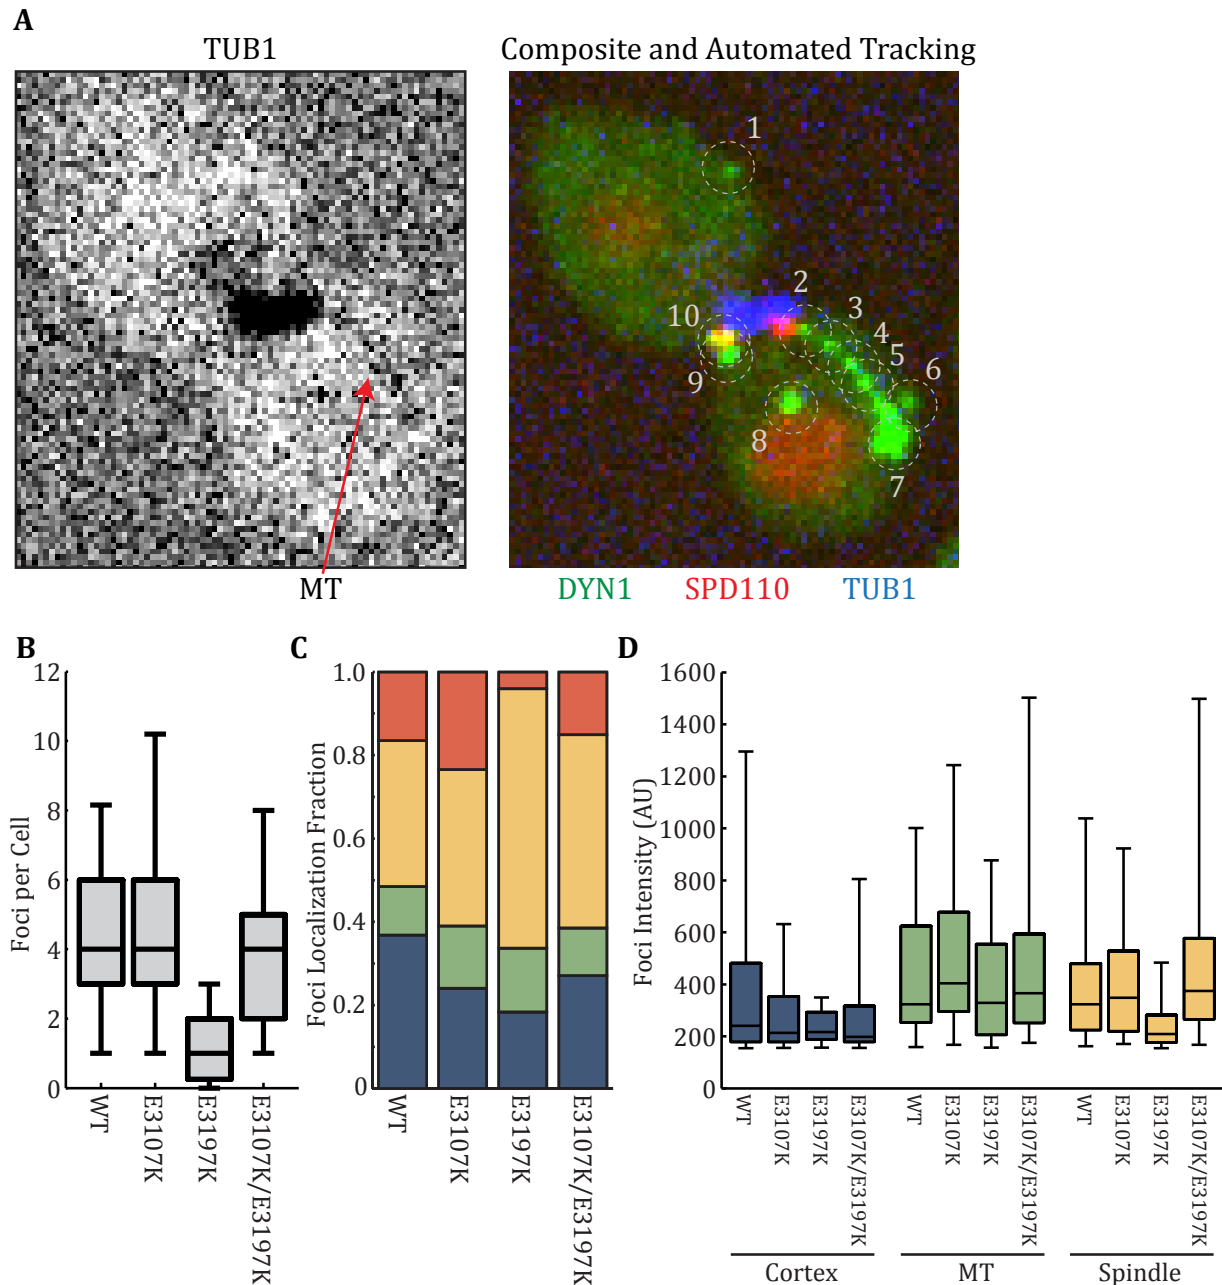 A
TUB1
Composite and Automated Tracking
1
2
3
4
5
6
7
8
9
10
MT
DYN1
SPD110
TUB1
B
Foci per Cell
12
10
8
6
4
2
0
WT
E3107K
E3197K
E3107K/E3197K
C
Foci Localization Fraction
1.0
0.8
0.6
0.4
0.2
0
WT
E3107K
E3197K
E3107K/E3197K
D
Foci Intensity (AU)
1600
1400
1200
1000
800
600
400
200
0
WT
E3107K
E3197K
E3107K/E3197K
WT
E3107K
E3197K
E3107K/E3197K
WT
E3107K
E3197K
E3107K/E3197K
Cortex
MT
Spindle